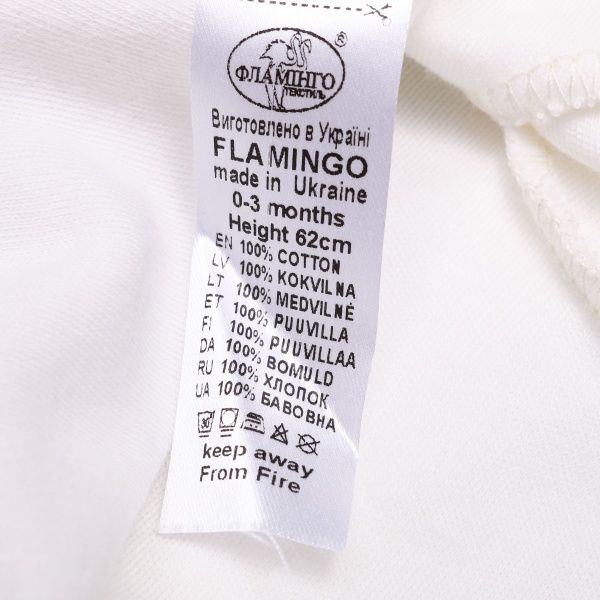 ®
ФЛАМІНГО
ТЕКСТИЛЬ
Виготовлено в Україні
FLAMINGO
made in Ukraine
0-3 months
Height 62cm
EN 100% COTTON
LV 100% KOKVILNA
LT 100% MEDVILNĖ
ET 100% PUUVILLA
FI 100% PUUVILLAA
DA 100% BOMULD
RU 100% ХЛОПОК
UA 100% БАВОВНА
30°
keep away
From Fire